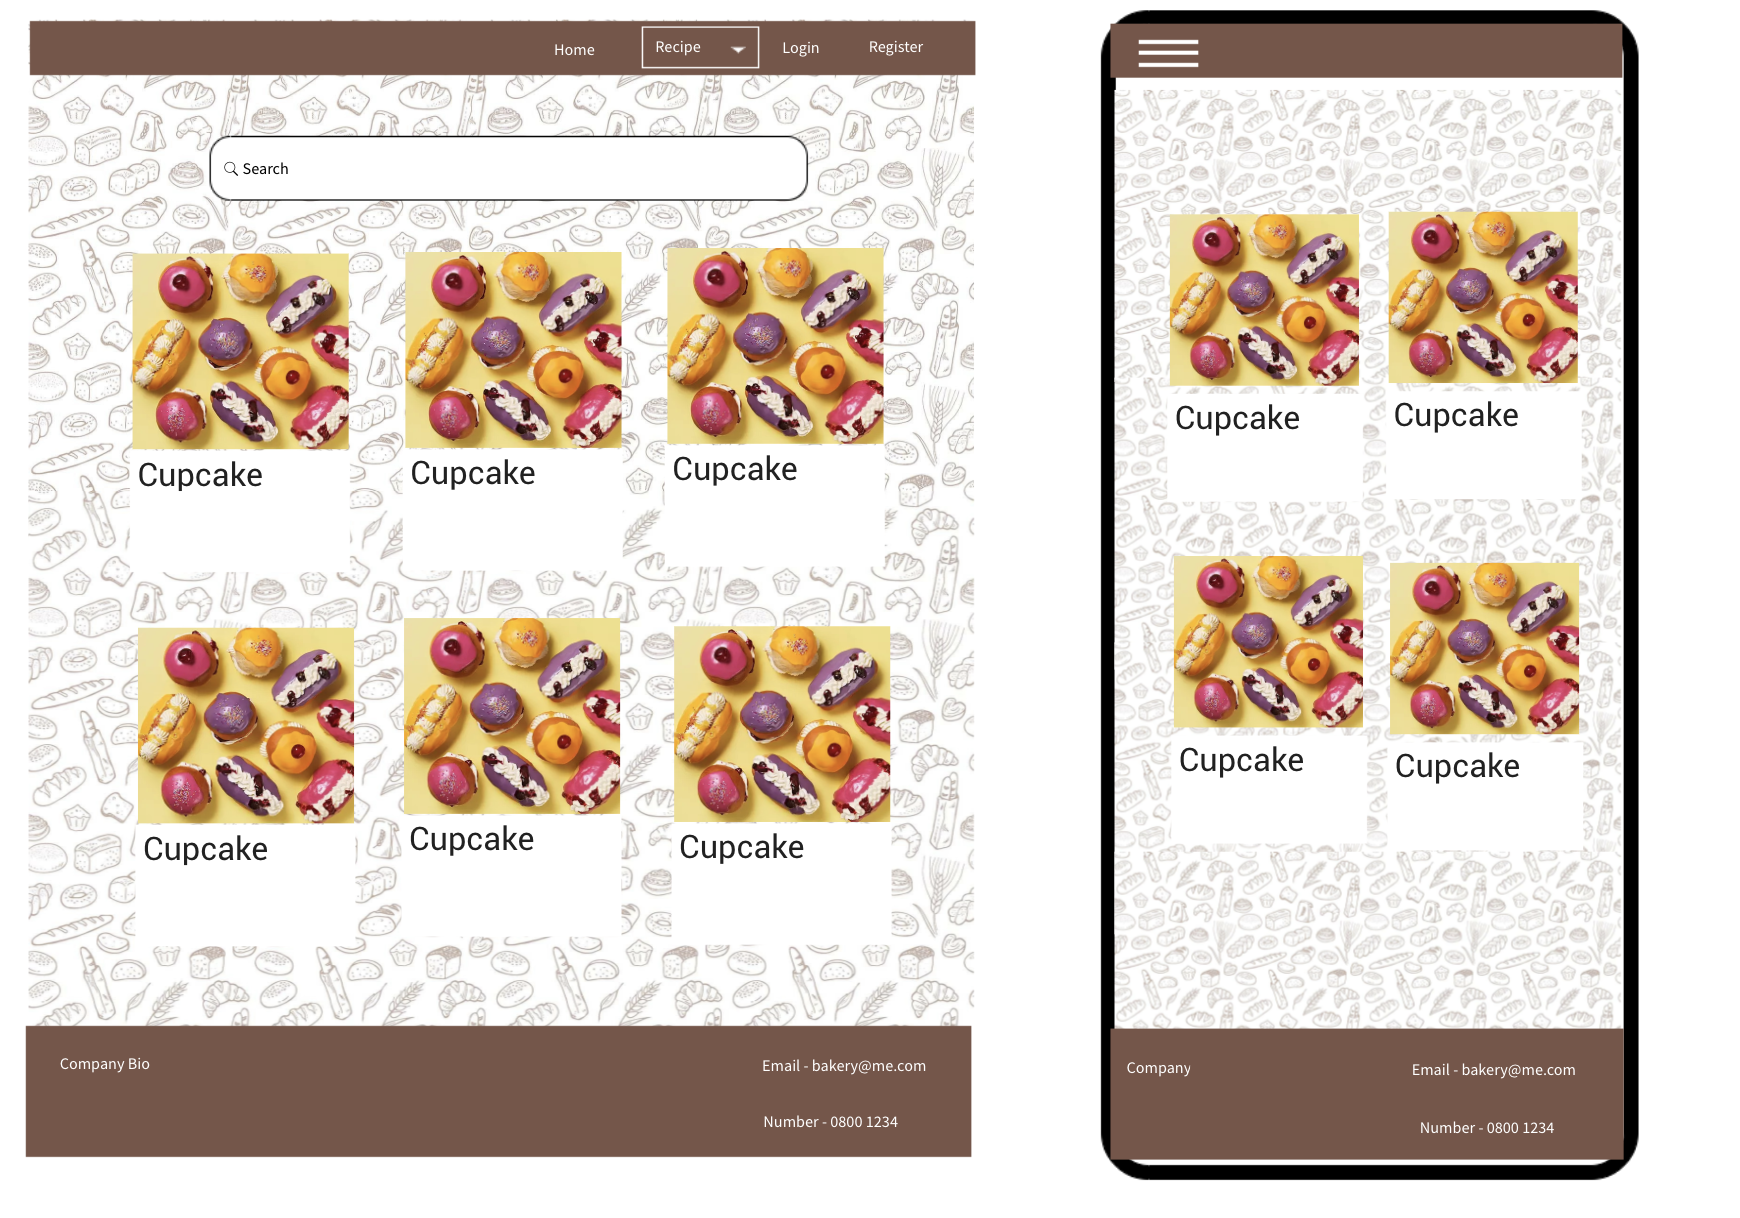 Home Recipe Login Register
Search
Cupcake Cupcake Cupcake
Cupcake Cupcake Cupcake
Company Bio
Email - bakery@me.com
Number - 0800 1234
Cupcake Cupcake
Cupcake Cupcake
Company
Email - bakery@me.com
Number - 0800 1234